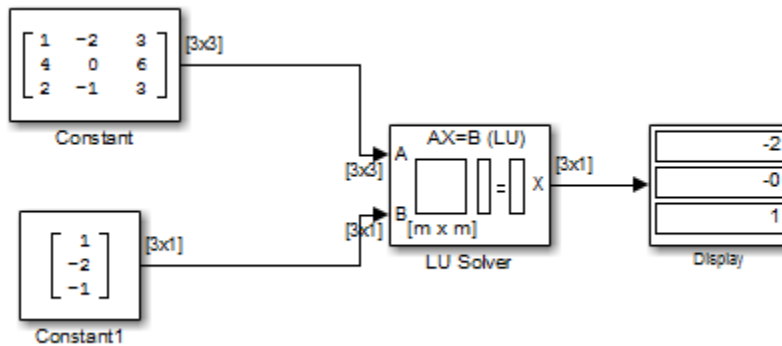 1 -2 3
4 0 6
2 -1 3
[3x3]
Constant
1
-2
-1
[3x1]
Constant1
AX=B (LU)
[3x3]
A
=
X
[3x1]
B
[m x m]
LU Solver
[3x1]
-2
-0
1
Display